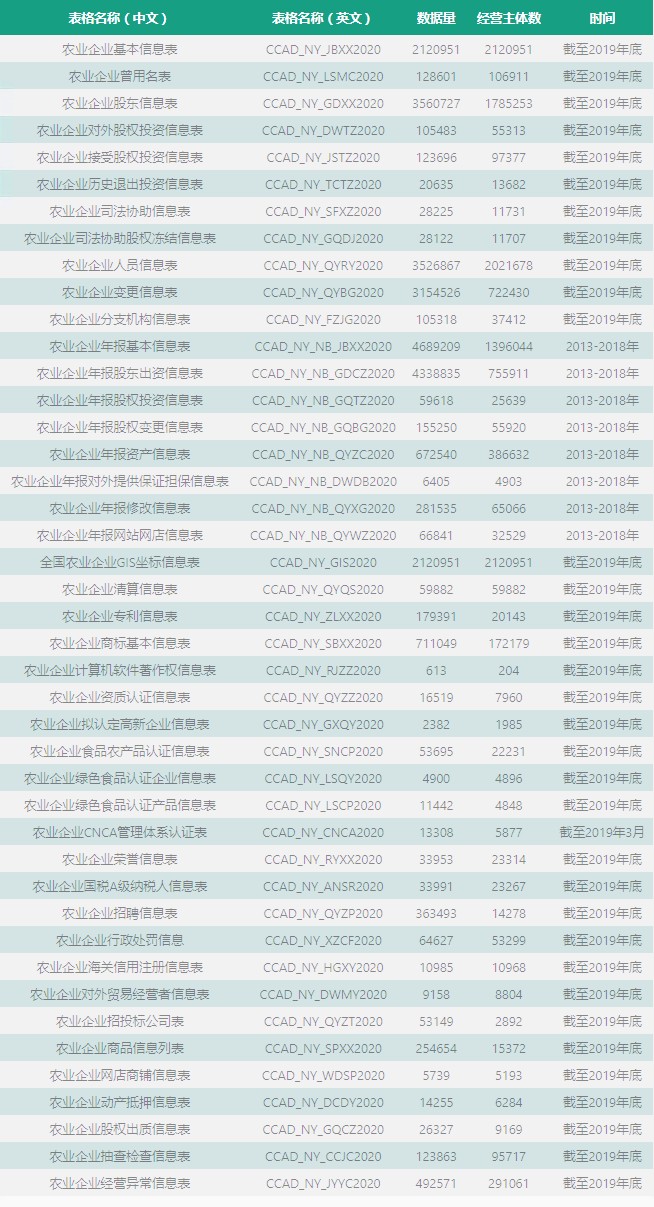 表格名称（中文） 表格名称（英文） 数据量 经营主体数 时间
农业企业基本信息表 CCAD_NY_JBXX2020 2120951 2120951 截至2019年底
农业企业曾用名表 CCAD_NY_LSMC2020 128601 106911 截至2019年底
农业企业股东信息表 CCAD_NY_GDXX2020 3560727 1785253 截至2019年底
农业企业对外股权投资信息表 CCAD_NY_DWTZ2020 105483 55313 截至2019年底
农业企业接受股权投资信息表 CCAD_NY_JSTZ2020 123696 97377 截至2019年底
农业企业历史退出投资信息表 CCAD_NY_TCTZ2020 20635 13682 截至2019年底
农业企业司法协助信息表 CCAD_NY_SFXZ2020 28225 11731 截至2019年底
农业企业司法协助股权冻结信息表 CCAD_NY_GQDJ2020 28122 11707 截至2019年底
农业企业人员信息表 CCAD_NY_QYRY2020 3526867 2021678 截至2019年底
农业企业变更信息表 CCAD_NY_QYBG2020 3154526 722430 截至2019年底
农业企业分支机构信息表 CCAD_NY_FZJG2020 105318 37412 截至2019年底
农业企业年报基本信息表 CCAD_NY_NB_JBXX2020 4689209 1396044 2013-2018年
农业企业年报股东出资信息表 CCAD_NY_NB_GDCZ2020 4338835 755911 2013-2018年
农业企业年报股权投资信息表 CCAD_NY_NB_GQTZ2020 59618 25639 2013-2018年
农业企业年报股权变更信息表 CCAD_NY_NB_GQBG2020 155250 55920 2013-2018年
农业企业年报资产信息表 CCAD_NY_NB_QYZC2020 672540 386632 2013-2018年
农业企业年报对外提供保证担保信息表 CCAD_NY_NB_DWDB2020 6405 4903 2013-2018年
农业企业年报修改信息表 CCAD_NY_NB_QYXG2020 281535 65066 2013-2018年
农业企业年报网站网店信息表 CCAD_NY_NB_QYWZ2020 66841 32529 2013-2018年
全国农业企业GIS坐标信息表 CCAD_NY_GIS2020 2120951 2120951 截至2019年底
农业企业清算信息表 CCAD_NY_QYQS2020 59882 59882 截至2019年底
农业企业专利信息表 CCAD_NY_ZLXX2020 179391 20143 截至2019年底
农业企业商标基本信息表 CCAD_NY_SBXX2020 711049 172179 截至2019年底
农业企业计算机软件著作权信息表 CCAD_NY_RJZZ2020 613 204 截至2019年底
农业企业资质认证信息表 CCAD_NY_QYZZ2020 16519 7960 截至2019年底
农业企业拟认定高新企业信息表 CCAD_NY_GXQY2020 2382 1985 截至2019年底
农业企业食品农产品认证信息表 CCAD_NY_SNCP2020 53695 22231 截至2019年底
农业企业绿色食品认证企业信息表 CCAD_NY_LSQY2020 4900 4896 截至2019年底
农业企业绿色食品认证产品信息表 CCAD_NY_LSCP2020 11442 4848 截至2019年底
农业企业CNCA管理体系认证表 CCAD_NY_CNCA2020 13308 5877 截至2019年3月
农业企业荣誉信息表 CCAD_NY_RYXX2020 33953 23314 截至2019年底
农业企业国税A级纳税人信息表 CCAD_NY_ANSR2020 33991 23267 截至2019年底
农业企业招聘信息表 CCAD_NY_QYZP2020 363493 14278 截至2019年底
农业企业行政处罚信息 CCAD_NY_XZCF2020 64627 53299 截至2019年底
农业企业海关信用注册信息表 CCAD_NY_HGXY2020 10985 10968 截至2019年底
农业企业对外贸易经营者信息表 CCAD_NY_DWMY2020 9158 8804 截至2019年底
农业企业招投标公司表 CCAD_NY_QYZT2020 53149 2892 截至2019年底
农业企业商品信息列表 CCAD_NY_SPXX2020 254654 15372 截至2019年底
农业企业网店商铺信息表 CCAD_NY_WDSP2020 5739 5193 截至2019年底
农业企业动产抵押信息表 CCAD_NY_DCDY2020 14255 6284 截至2019年底
农业企业股权出质信息表 CCAD_NY_GQCZ2020 26327 9169 截至2019年底
农业企业抽查检查信息表 CCAD_NY_CCJC2020 123863 95717 截至2019年底
农业企业经营异常信息表 CCAD_NY_JYYC2020 492571 291061 截至2019年底